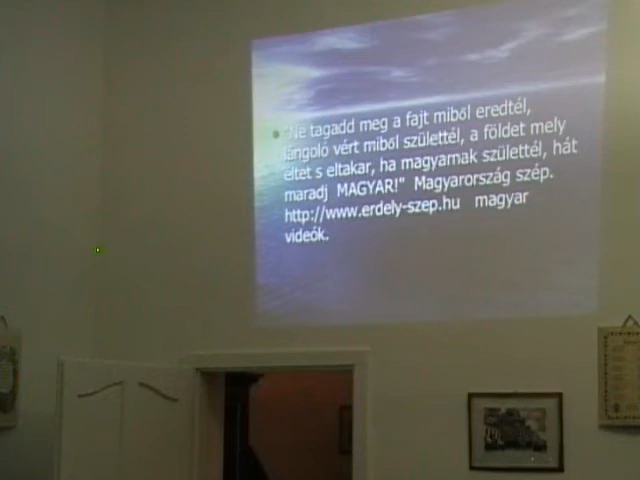 "Ne tagadd meg a fajt miből eredtél,
lángoló vért miből születtél, a földet mely
éltet s eltakar, ha magyarnak születtél, hát
maradj MAGYAR!" Magyarország szép.
http://www.erdely-szep.hu magyar
videók.